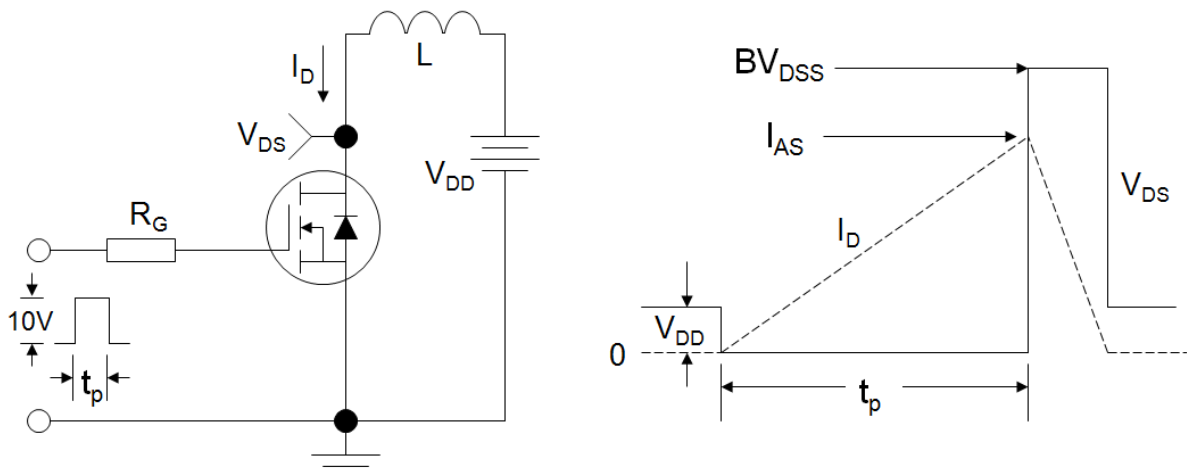 L
I_D
V_DS
V_DD
R_G
10V
t_p
BV_DSS
I_AS
V_DS
I_D
V_DD
0
t_p